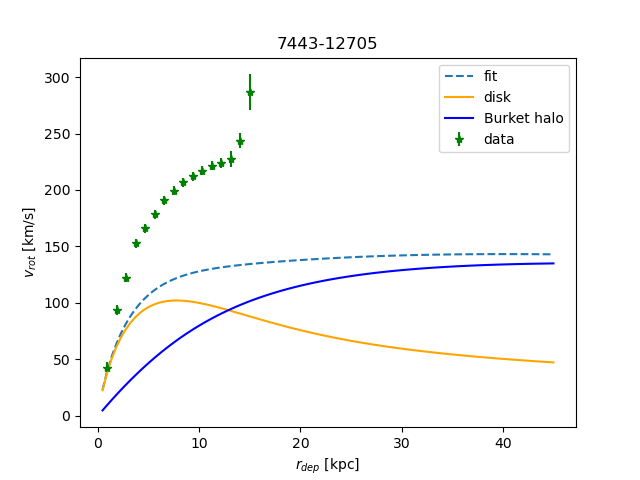 7443-12705
fit
disk
Burket halo
data
300
250
200
150
100
50
0
v_rot [km/s]
0 10 20 30 40
r_dep [kpc]